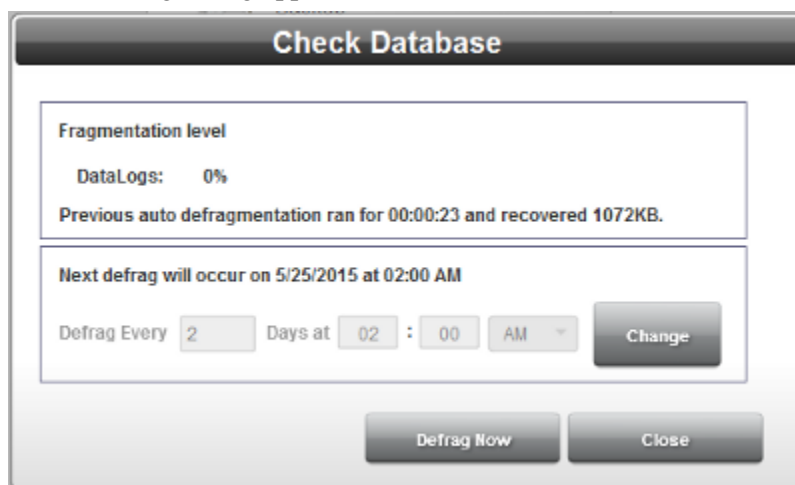 Check Database
Fragmentation level
DataLogs: 0%
Previous auto defragmentation ran for 00:00:23 and recovered 1072KB.
Next defrag will occur on 5/25/2015 at 02:00 AM
Defrag Every 2 Days at 02 : 00 AM Change
Defrag Now Close